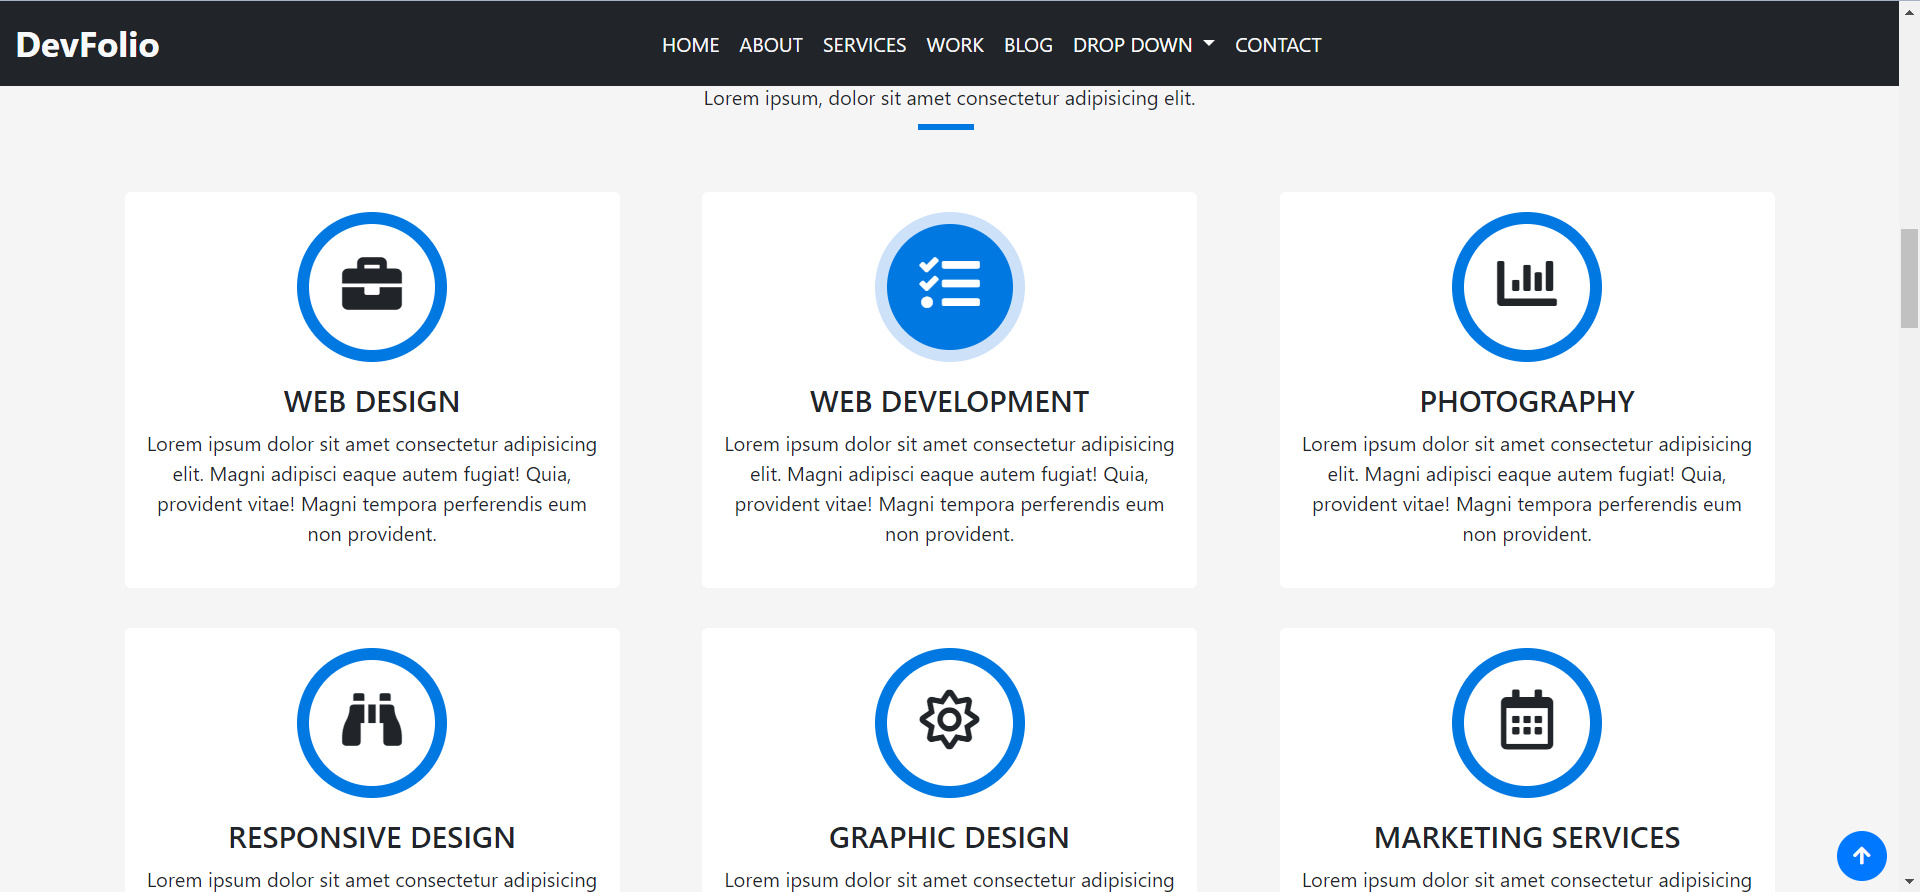 DevFolio
HOME ABOUT SERVICES WORK BLOG DROP DOWN CONTACT
Lorem ipsum, dolor sit amet consectetur adipisicing elit.
WEB DESIGN
Lorem ipsum dolor sit amet consectetur adipisicing
elit. Magni adipisci eaque autem fugiat! Quia,
provident vitae! Magni tempora perferendis eum
non provident.
WEB DEVELOPMENT
Lorem ipsum dolor sit amet consectetur adipisicing
elit. Magni adipisci eaque autem fugiat! Quia,
provident vitae! Magni tempora perferendis eum
non provident.
PHOTOGRAPHY
Lorem ipsum dolor sit amet consectetur adipisicing
elit. Magni adipisci eaque autem fugiat! Quia,
provident vitae! Magni tempora perferendis eum
non provident.
RESPONSIVE DESIGN
Lorem ipsum dolor sit amet consectetur adipisicing
GRAPHIC DESIGN
Lorem ipsum dolor sit amet consectetur adipisicing
MARKETING SERVICES
Lorem ipsum dolor sit amet consectetur adipisicing